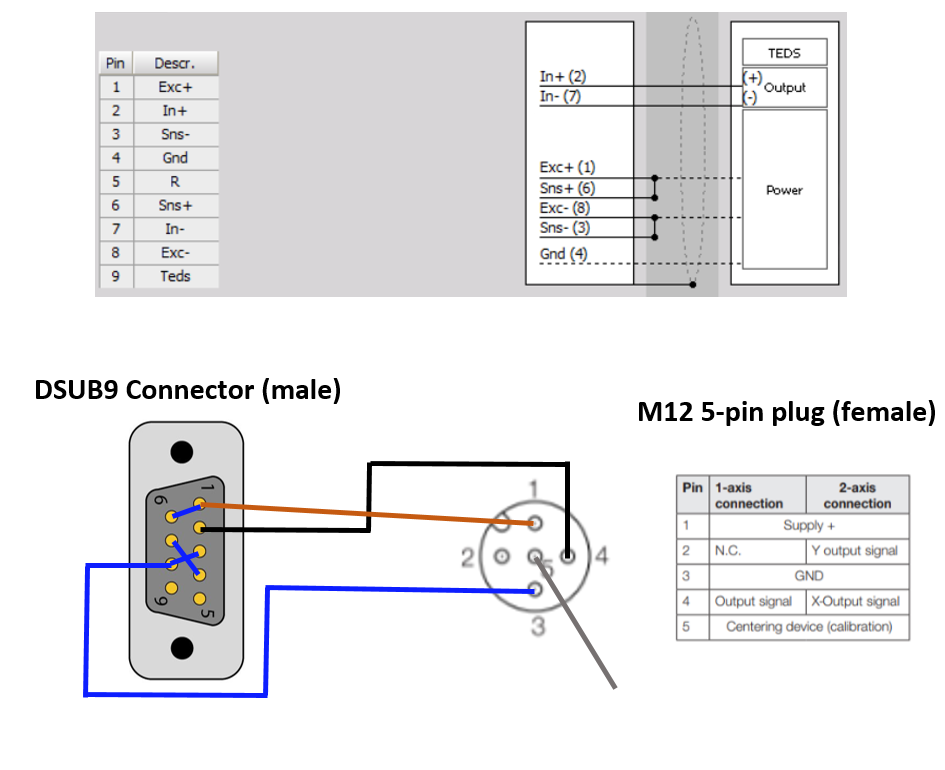 TEDS
Pin Descr.
1 Exc+
2 In+
3 Sns-
4 Gnd
5 R
6 Sns+
7 In-
8 Exc-
9 Teds
In+ (2)
In- (7)
(+)
Output
(-)
Exc+ (1)
Sns+ (6)
Exc- (8)
Sns- (3)
Gnd (4)
Power
DSUB9 Connector (male)
M12 5-pin plug (female)
1
6
9
5
1
2
5
4
3
Pin 1-axis connection 2-axis connection
1 Supply +
2 N.C. Y output signal
3 GND
4 Output signal X-Output signal
5 Centering device (calibration)